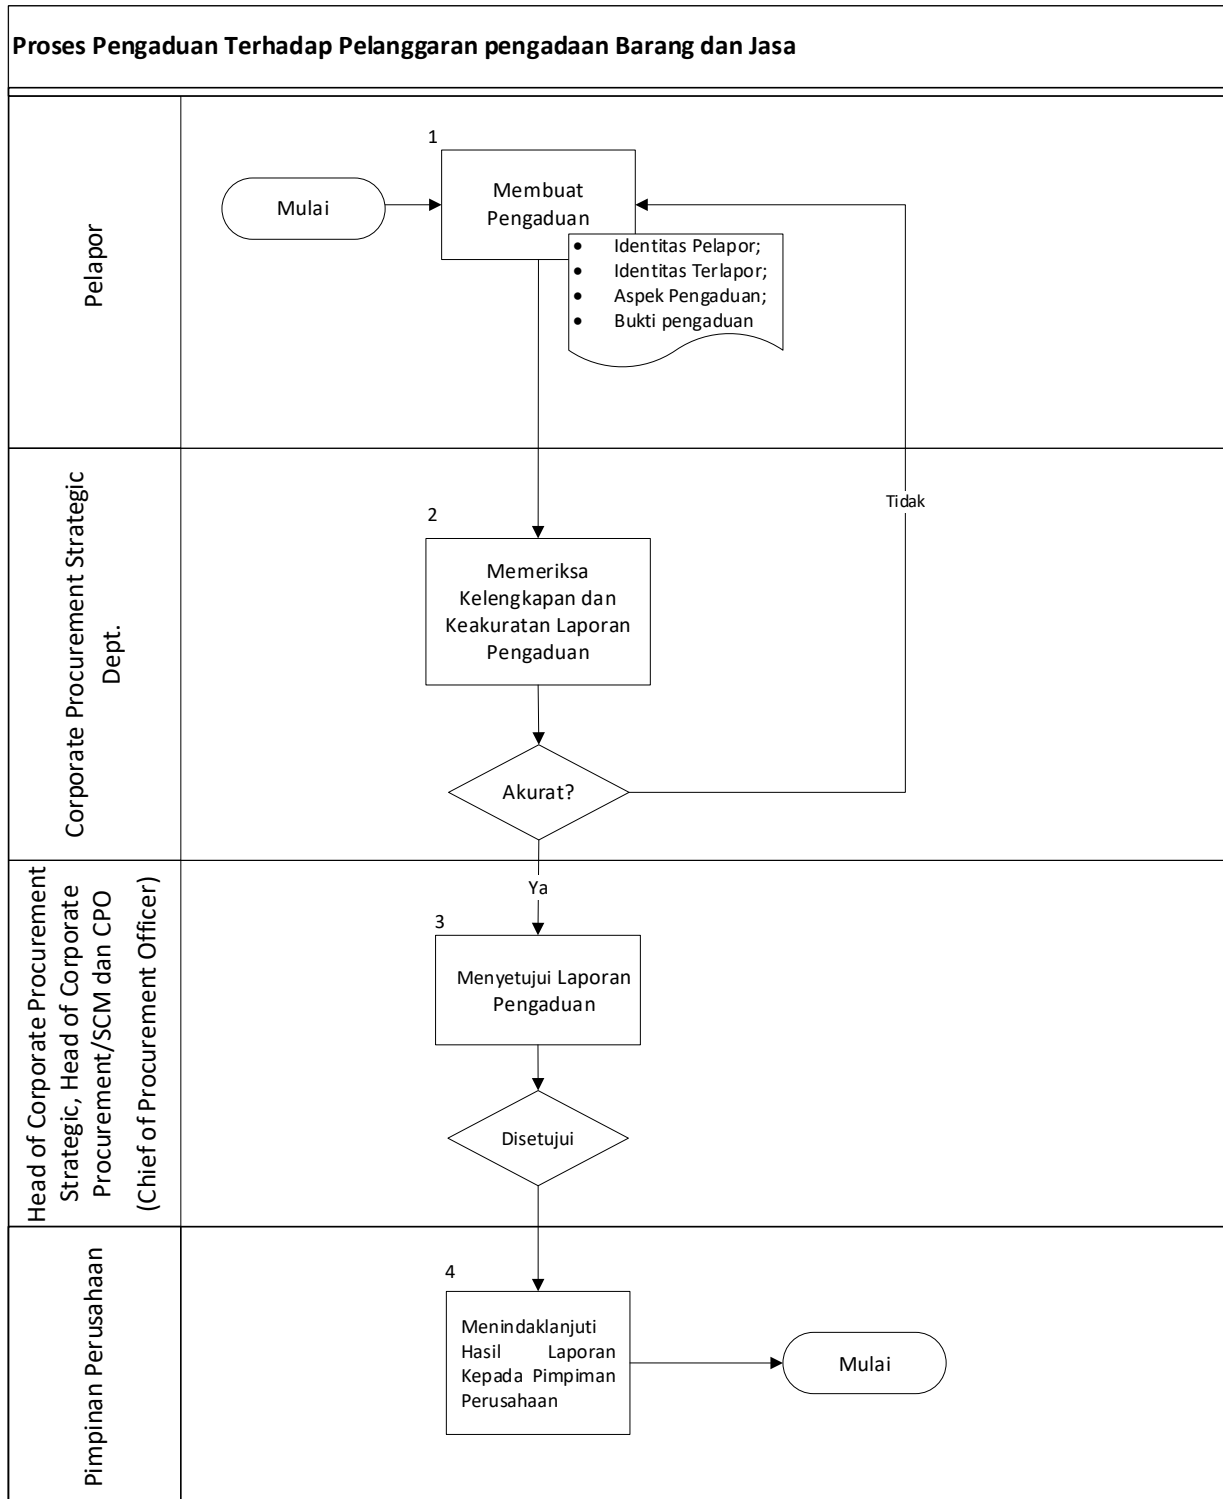 Proses Pengaduan Terhadap Pelanggaran pengadaan Barang dan Jasa
Pelapor
Mulai
1
Membuat
Pengaduan
• Identitas Pelapor;
• Identitas Terlapor;
• Aspek Pengaduan;
• Bukti pengaduan
Corporate Procurement Strategic
Dept.
Tidak
2
Memeriksa
Kelengkapan dan
Keakuratan Laporan
Pengaduan
Akurat?
Head of Corporate Procurement
Strategic, Head of Corporate
Procurement/SCM dan CPO
(Chief of Procurement Officer)
Ya
3
Menyetujui Laporan
Pengaduan
Disetujui
Pimpinan Perusahaan
4
Menindaklanjuti
Hasil Laporan
Kepada Pimpiman
Perusahaan
Mulai